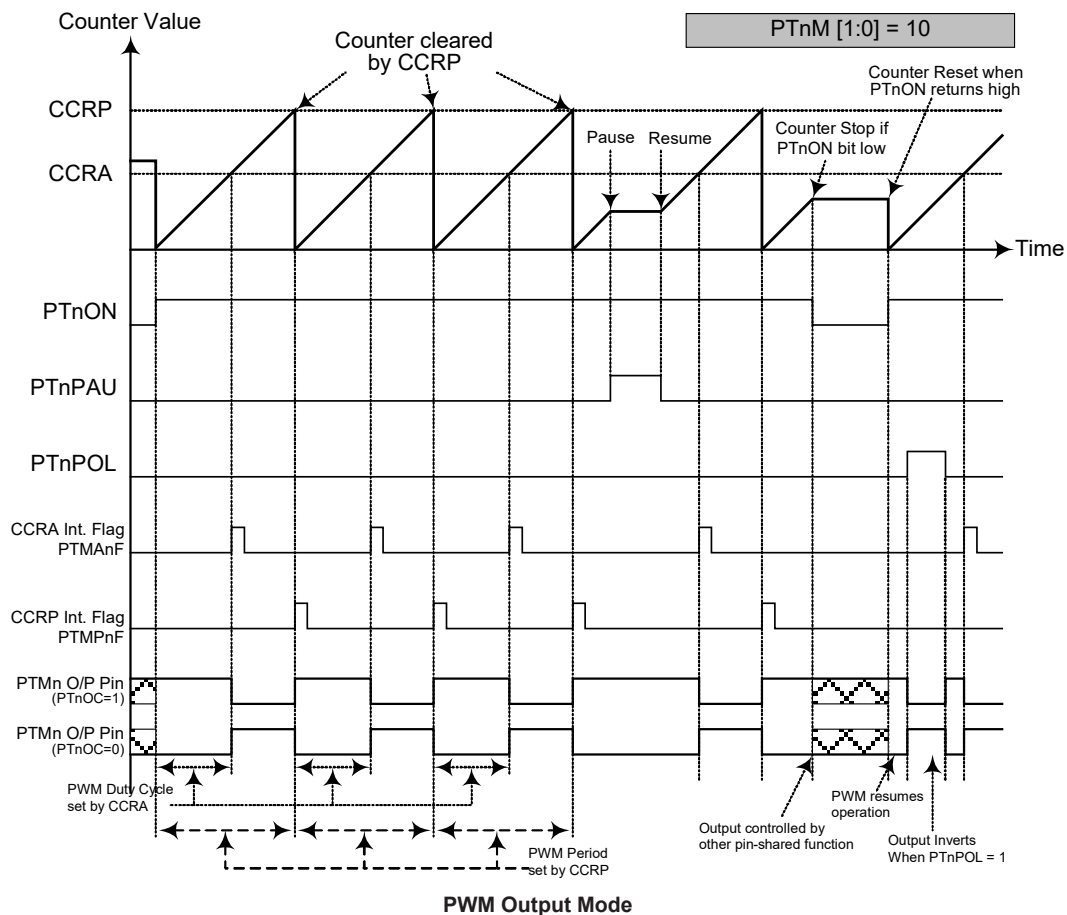 Counter Value
PTnM [1:0] = 10
Counter cleared
by CCRP
Counter Reset when
PTnON returns high
CCRP
Pause
Resume
Counter Stop if
PTnON bit low
CCRA
Time
PTnON
PTnPAU
PTnPOL
CCRA Int. Flag
PTMAnF
CCRP Int. Flag
PTMPnF
PTMn O/P Pin
(PTnOC=1)
PTMn O/P Pin
(PTnOC=0)
PWM Duty Cycle
set by CCRA
PWM resumes
operation
Output controlled by
other pin-shared function
Output Inverts
When PTnPOL = 1
PWM Period
set by CCRP
PWM Output Mode